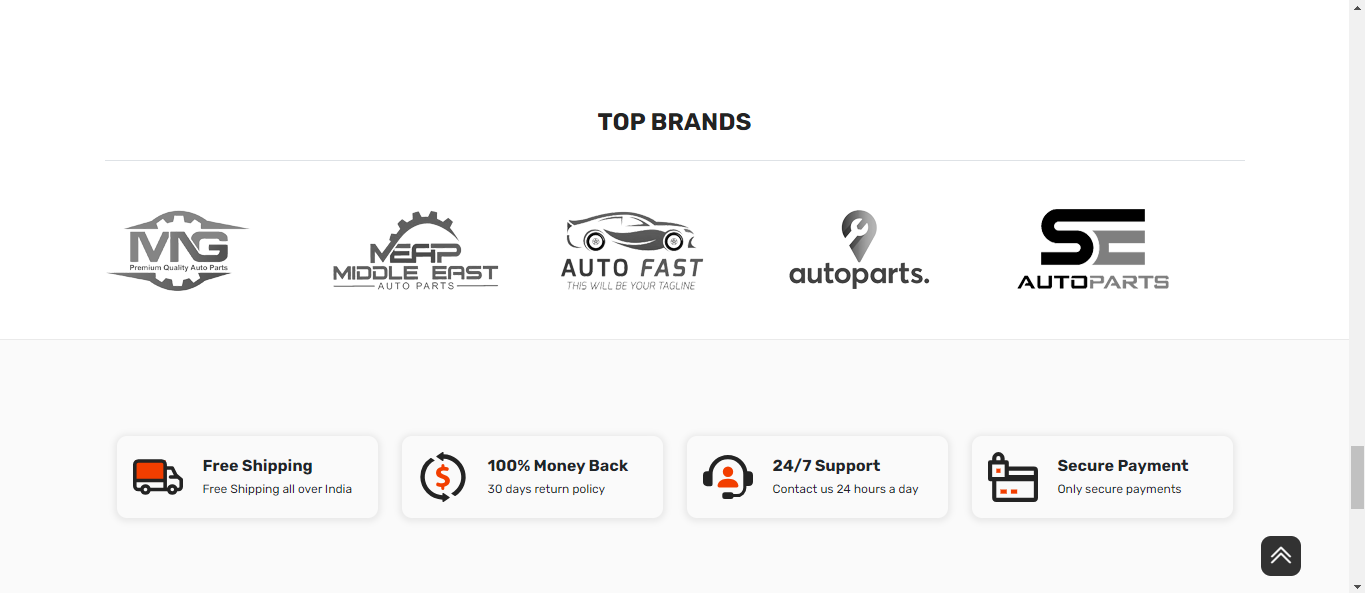 TOP BRANDS
MNG
Premium Quality Auto Parts
MEAP
MIDDLE EAST
AUTO PARTS
AUTO FAST
THIS WILL BE YOUR TAGLINE
autoparts.
SE
AUTOPARTS
Free Shipping
Free Shipping all over India
100% Money Back
30 days return policy
24/7 Support
Contact us 24 hours a day
Secure Payment
Only secure payments